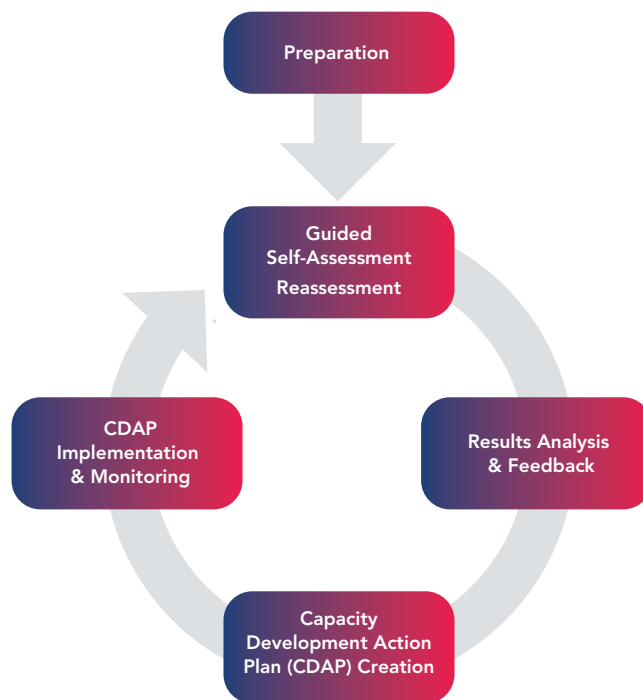 Preparation
Guided
Self-Assessment
Reassessment
CDAP
Implementation
& Monitoring
Results Analysis
& Feedback
Capacity
Development Action
Plan (CDAP) Creation